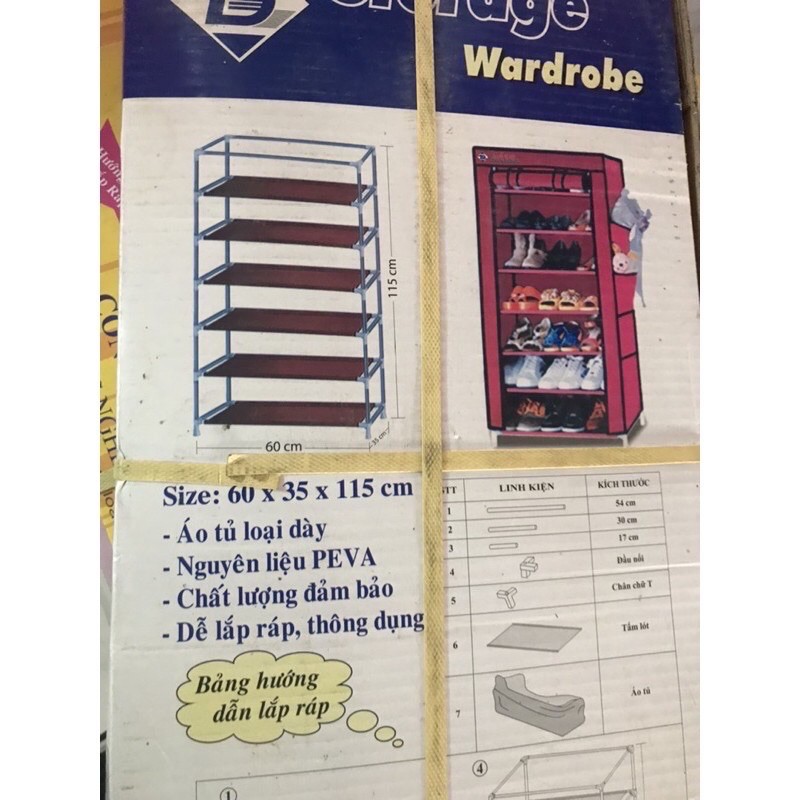 Storage
Wardrobe
115 cm
60 cm
35 cm
Size: 60 x 35 x 115 cm
- Áo tủ loại dày
- Nguyên liệu PEVA
- Chất lượng đảm bảo
- Dễ lắp ráp, thông dụng
Bảng hướng
dẫn lắp ráp
STT LINH KIỆN KÍCH THƯỚC
1 54 cm
2 30 cm
3 17 cm
4 Đầu nối
5 Chân chữ T
6 Tấm lót
7 Áo tủ
1
4